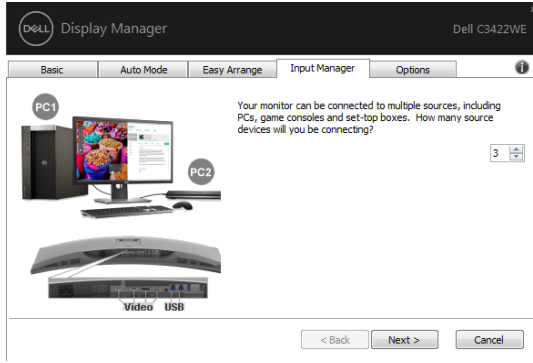 DELL Display Manager
Dell C3422WE
Basic
Auto Mode
Easy Arrange
Input Manager
Options
PC1
PC2
Video USB
Your monitor can be connected to multiple sources, including
PCs, game consoles and set-top boxes. How many source
devices will you be connecting?
3
< Back
Next >
Cancel